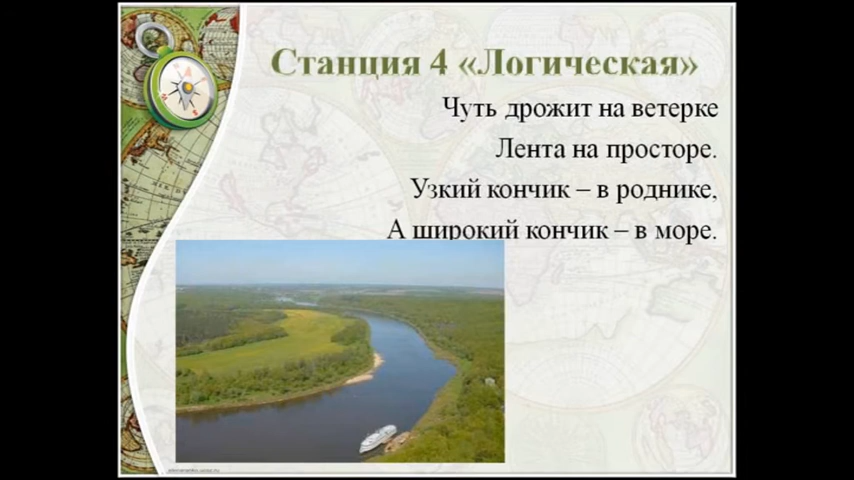 Станция 4 «Логическая»
Чуть дрожит на ветерке
Лента на просторе.
Узкий кончик – в роднике,
А широкий кончик – в море.